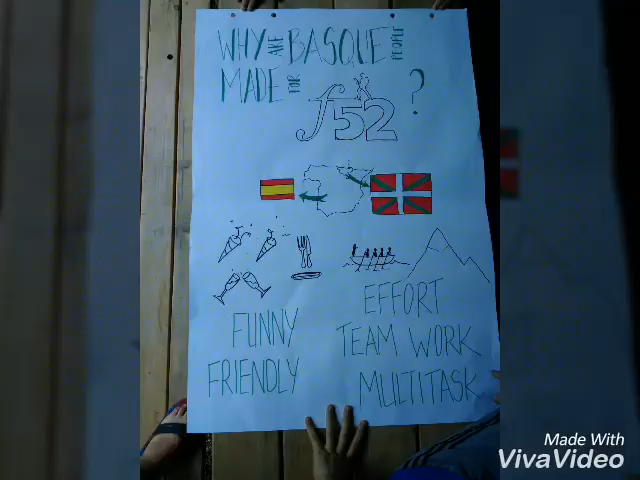 WHY ARE BASQUE PEOPLE
MADE FOR f52 ?
FUNNY
FRIENDLY
EFFORT
TEAM WORK
MULTITASK
Made With
VivaVideo